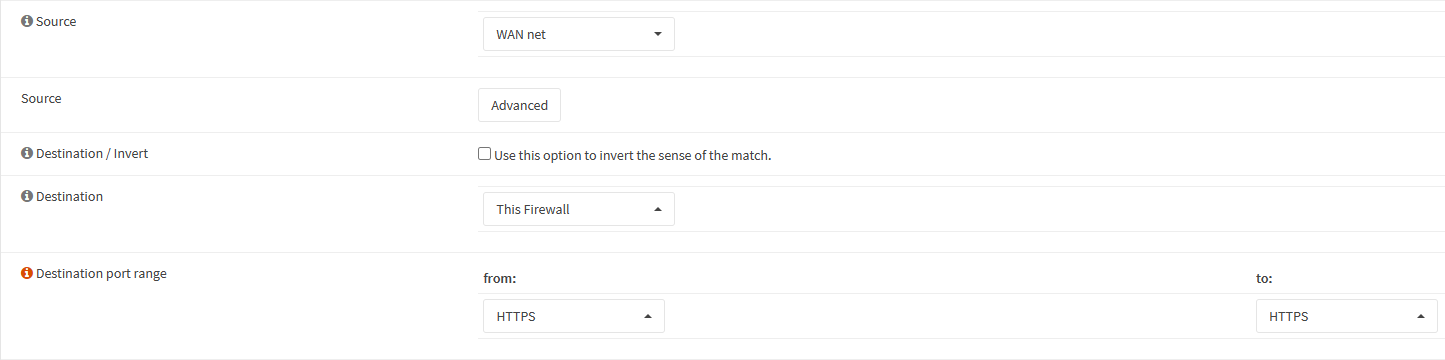 Source
WAN net
Source
Advanced
Destination / Invert
Use this option to invert the sense of the match.
Destination
This Firewall
Destination port range
from:
to:
HTTPS
HTTPS